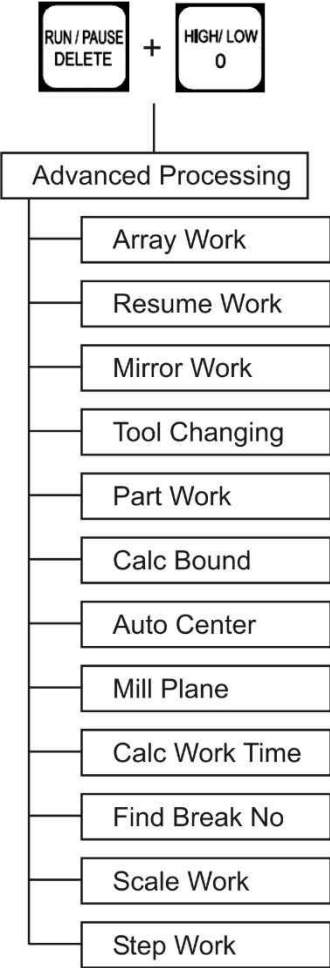 RUN / PAUSE
DELETE
+
HIGH/ LOW
0
Advanced Processing
Array Work
Resume Work
Mirror Work
Tool Changing
Part Work
Calc Bound
Auto Center
Mill Plane
Calc Work Time
Find Break No
Scale Work
Step Work